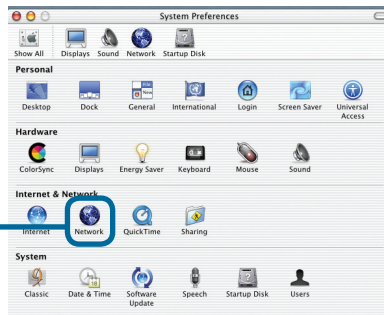 System Preferences
Show All Displays Sound Network Startup Disk
Personal
Desktop Dock General International Login Screen Saver Universal Access
Hardware
ColorSync Displays Energy Saver Keyboard Mouse Sound
Internet & Network
Internet Network QuickTime Sharing
System
Classic Date & Time Software Update Speech Startup Disk Users